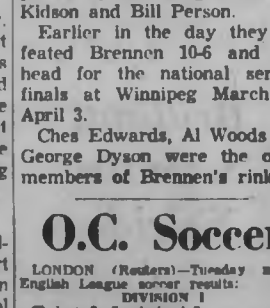 Kidson and Bill Person.
Earlier in the day they
feated Brennen 10-6 and
head for the national
finals at Winnipeg March
April 3.
Ches Edwards, Al Woods
George Dyson were the
members of Brennen's rink
O.C. Soccer
LONDON (Reuters)—Tuesday
English League soccer results:
DIVISION I